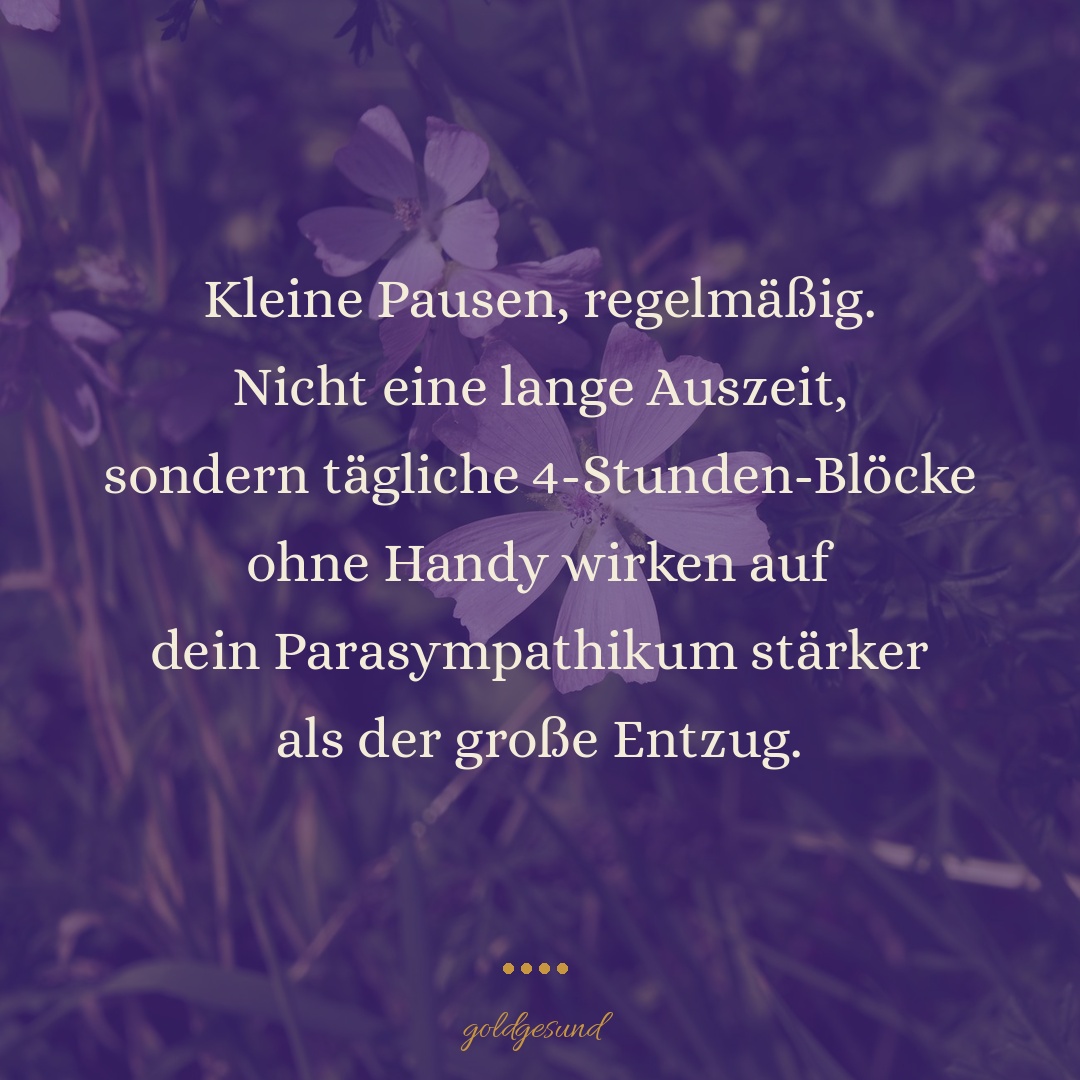 Kleine Pausen, regelmäßig.
Nicht eine lange Auszeit,
sondern tägliche 4-Stunden-Blöcke
ohne Handy wirken auf
dein Parasympathikum stärker
als der große Entzug.
goldgesund